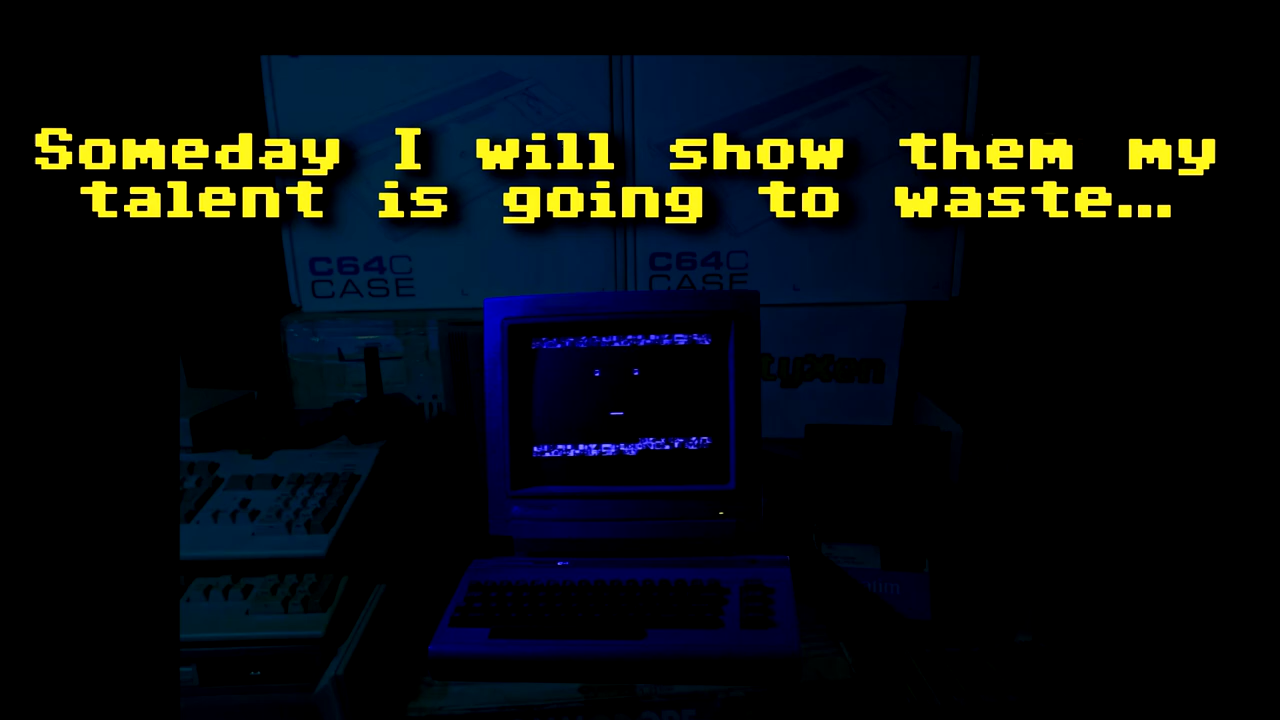 Someday I will show them my
talent is going to waste...
C64C
CASE
C64C
CASE